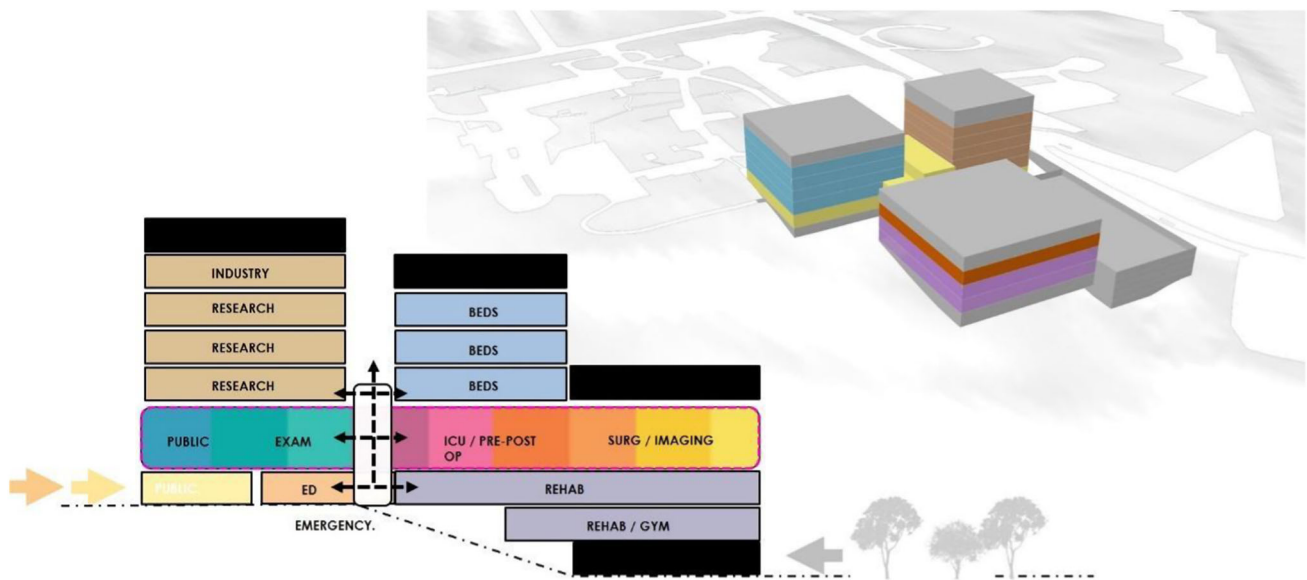 INDUSTRY
RESEARCH
BEDS
RESEARCH
BEDS
RESEARCH
BEDS
PUBLIC
EXAM
ICU / PRE-POST
OP
SURG / IMAGING
PUBLIC
ED
REHAB
EMERGENCY.
REHAB / GYM